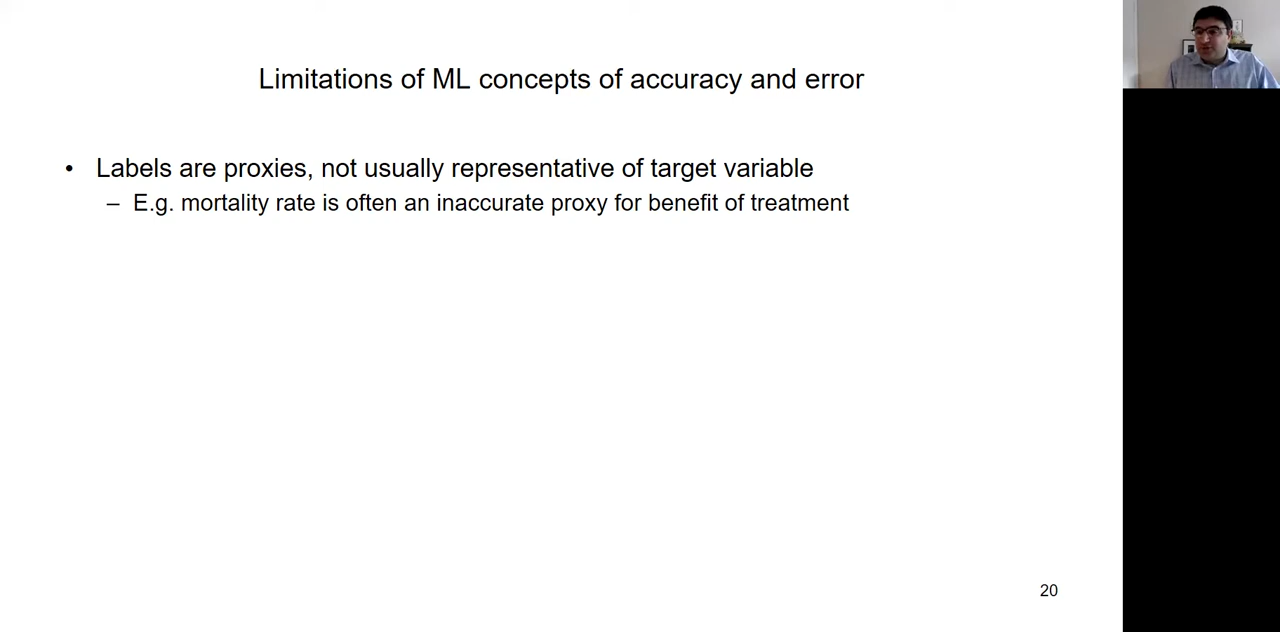 Limitations of ML concepts of accuracy and error
• Labels are proxies, not usually representative of target variable
– E.g. mortality rate is often an inaccurate proxy for benefit of treatment
20